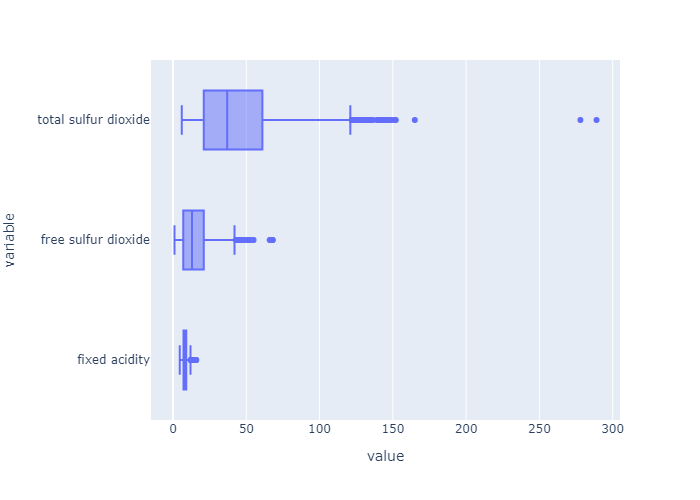 total sulfur dioxide
free sulfur dioxide
fixed acidity
variable
0 50 100 150 200 250 300
value